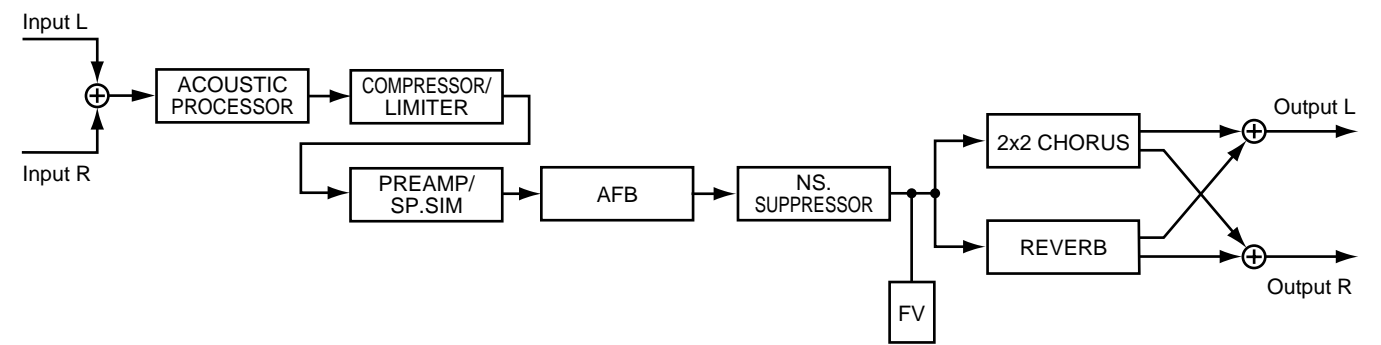 Input L
Input R
ACOUSTIC
PROCESSOR
COMPRESSOR/
LIMITER
PREAMP/
SP.SIM
AFB
NS.
SUPPRESSOR
FV
2x2 CHORUS
REVERB
Output L
Output R